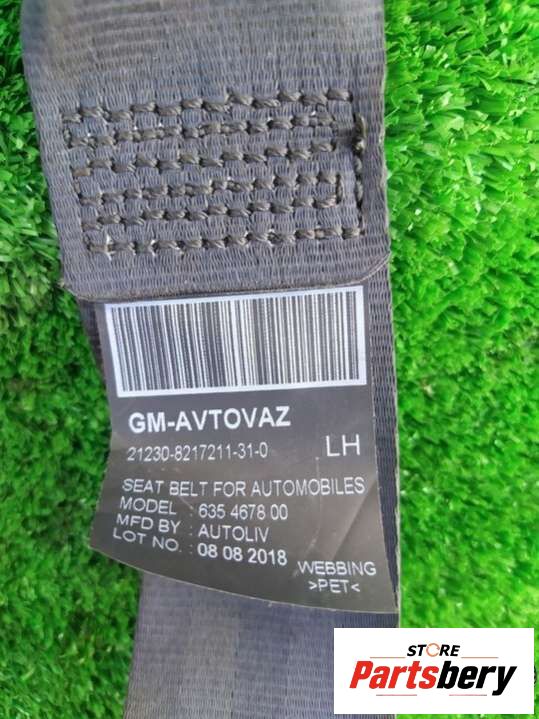 GM-AVTOVAZ
21230-8217211-31-0 LH
SEAT BELT FOR AUTOMOBILES
MODEL : 635 4678 00
MFD BY : AUTOLIV
LOT NO. : 08 08 2018
WEBBING
>PET<
STORE
Partsbery